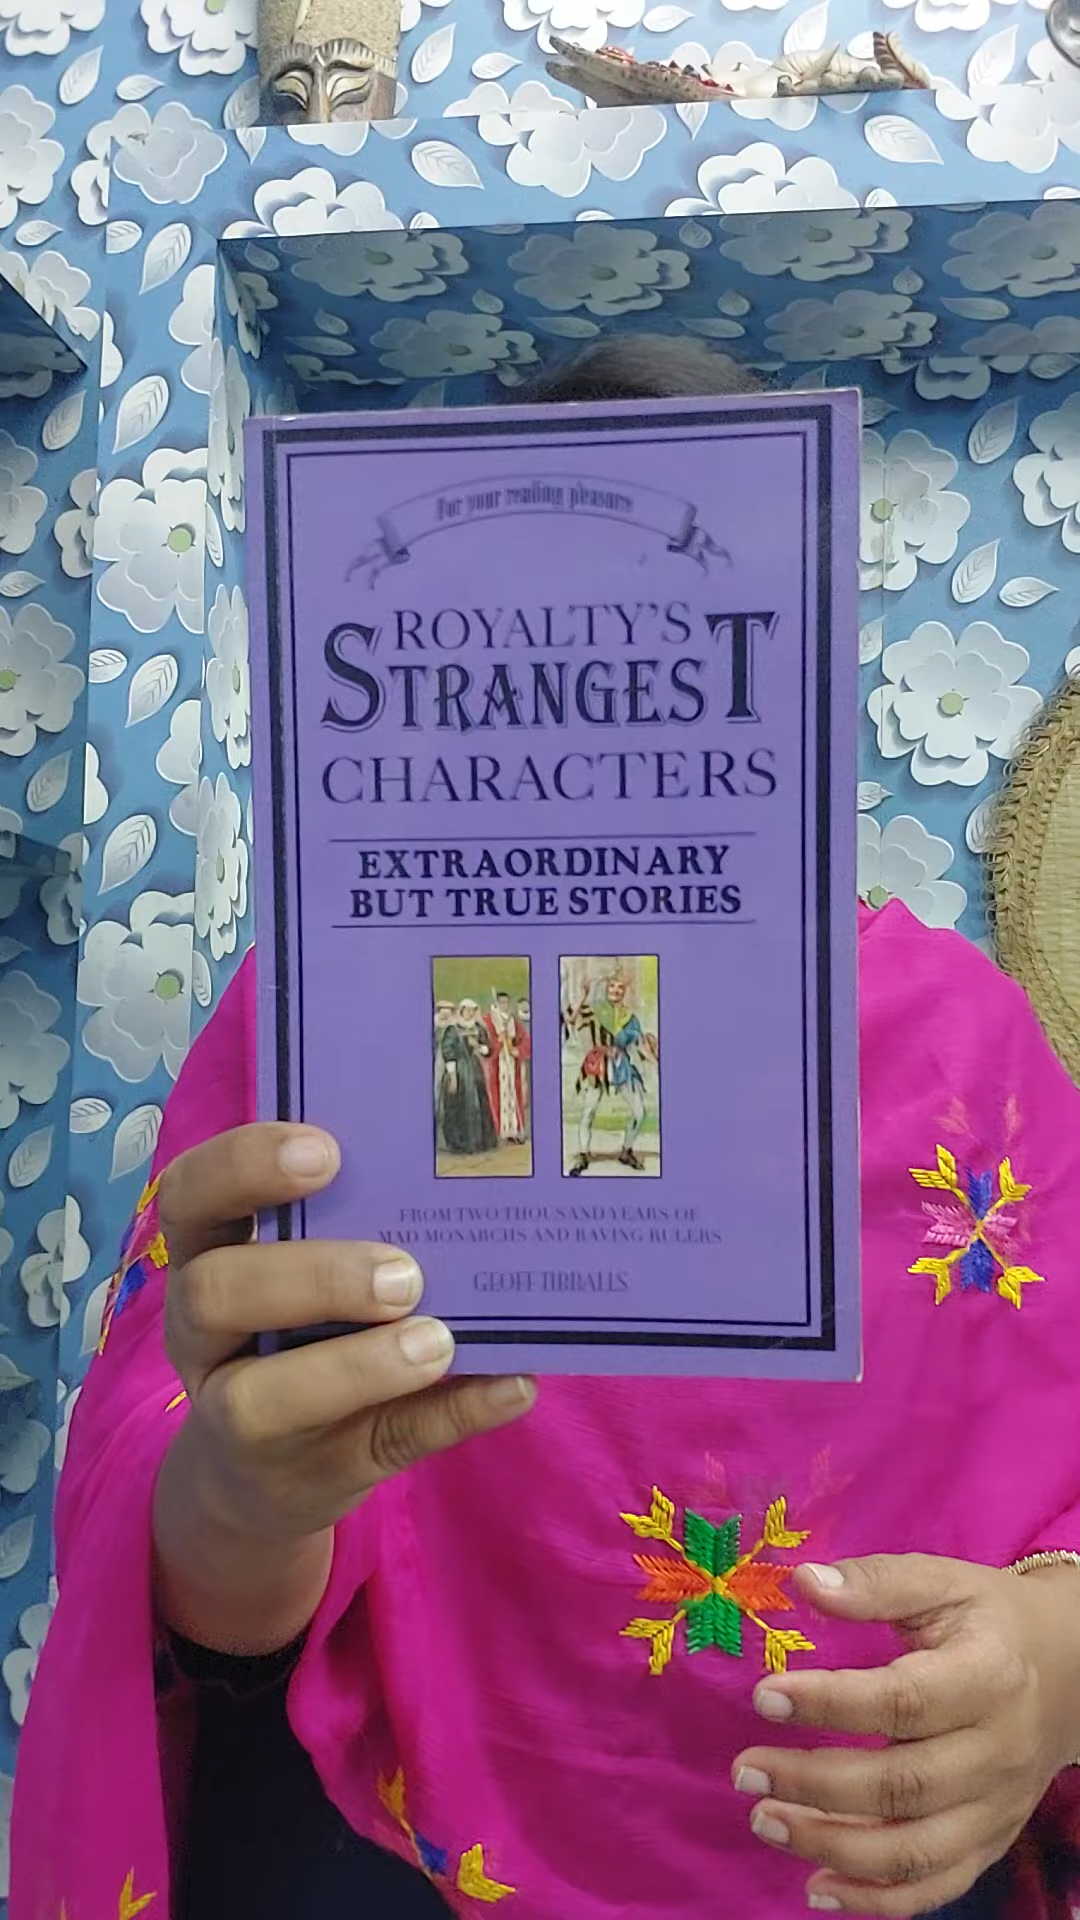 For your reading pleasure
ROYALTY'S
STRANGEST
CHARACTERS
EXTRAORDINARY
BUT TRUE STORIES
FROM TWO THOUSAND YEARS OF
MAD MONARCHS AND RAVING RULERS
GEOFF TIBBALLS